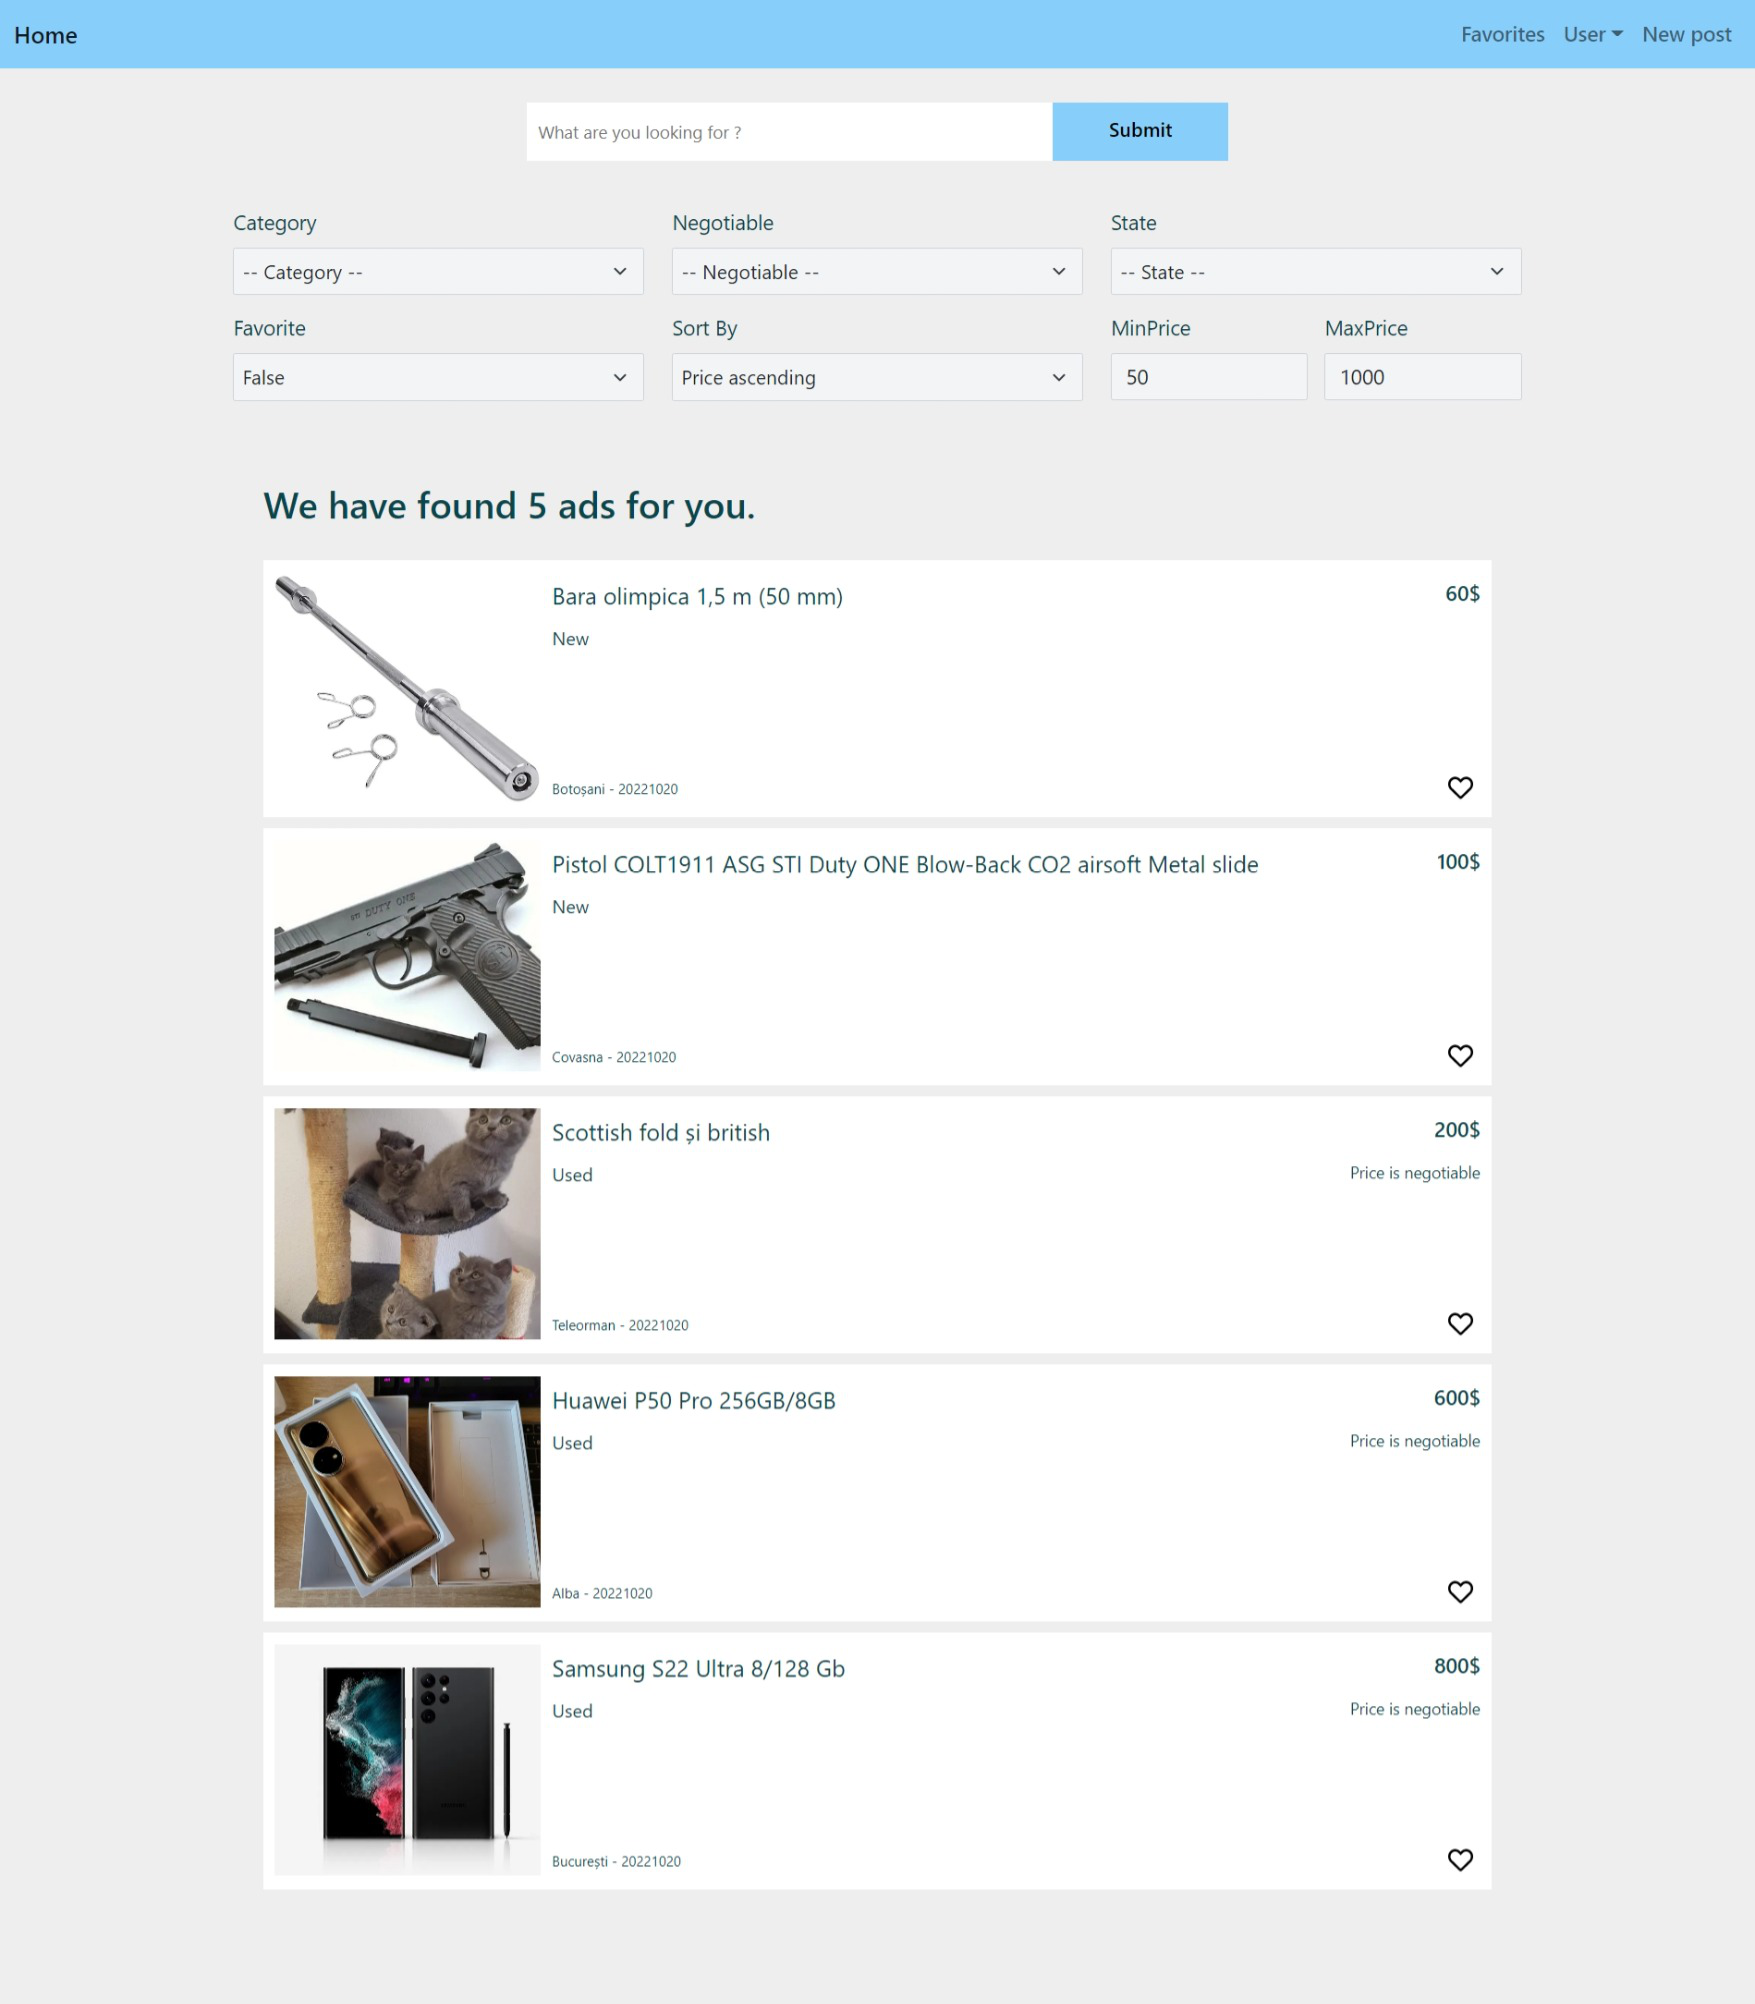 Home
Favorites
User
New post
What are you looking for ?
Submit
Category
Negotiable
State
-- Category --
-- Negotiable --
-- State --
Favorite
Sort By
MinPrice
MaxPrice
False
Price ascending
50
1000
We have found 5 ads for you.
Bara olimpica 1,5 m (50 mm)
60$
New
Botoșani - 20221020
Pistol COLT1911 ASG STI Duty ONE Blow-Back CO2 airsoft Metal slide
100$
New
STI DUTY ONE
Covasna - 20221020
Scottish fold și british
200$
Used
Price is negotiable
Teleorman - 20221020
Huawei P50 Pro 256GB/8GB
600$
Used
Price is negotiable
Alba - 20221020
Samsung S22 Ultra 8/128 Gb
800$
Used
Price is negotiable
București - 20221020